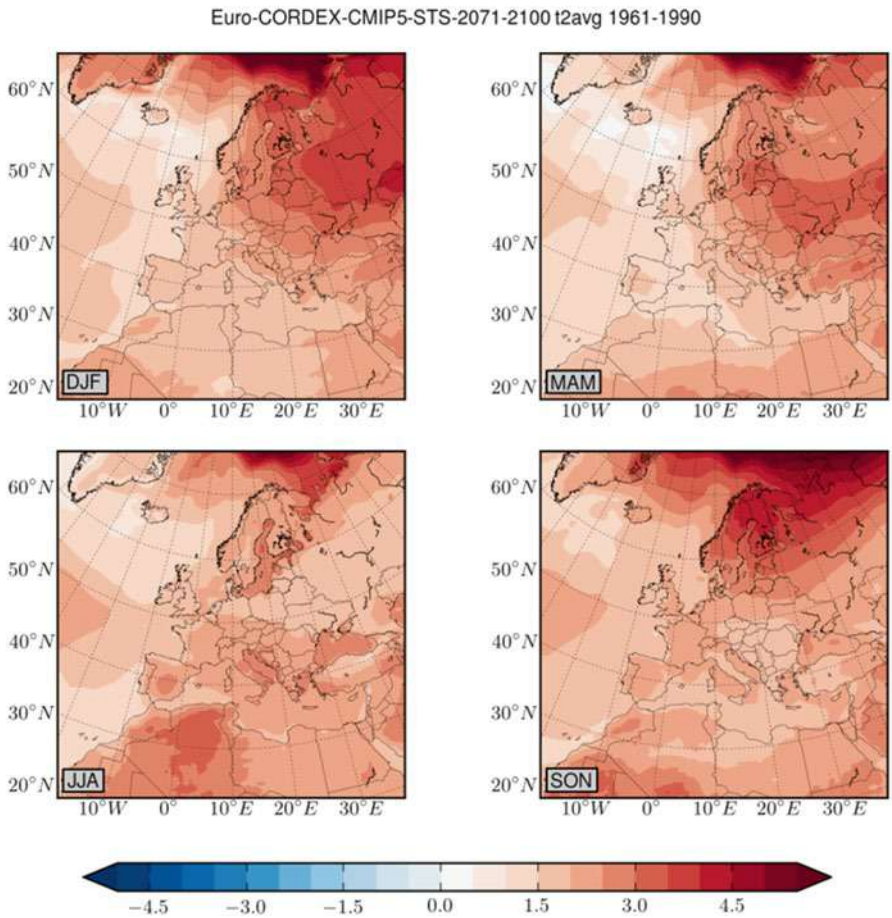 Euro-CORDEX-CMIP5-STS-2071-2100 t2avg 1961-1990
60°N 60°N
50°N 50°N
40°N 40°N
30°N 30°N
20°N DJF 20°N MAM
10°W 0° 10°E 20°E 30°E 10°W 0° 10°E 20°E 30°E
60°N 60°N
50°N 50°N
40°N 40°N
30°N 30°N
20°N JJA 20°N SON
10°W 0° 10°E 20°E 30°E 10°W 0° 10°E 20°E 30°E
−4.5 −3.0 −1.5 0.0 1.5 3.0 4.5